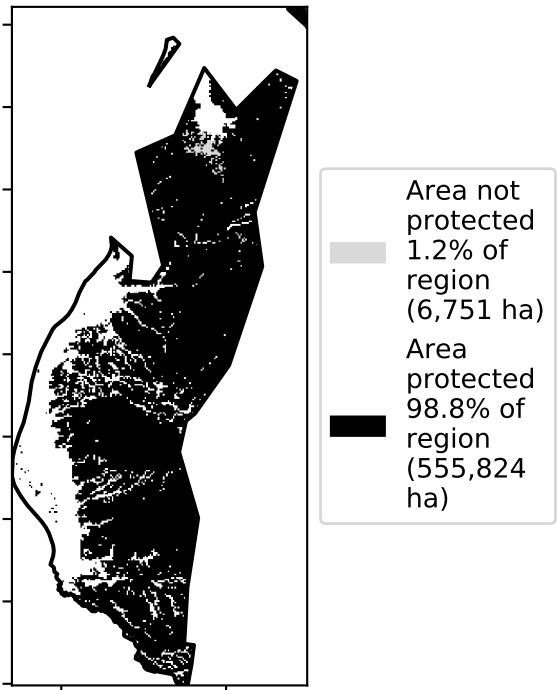 Area not
protected
1.2% of
region
(6,751 ha)
Area
protected
98.8% of
region
(555,824
ha)